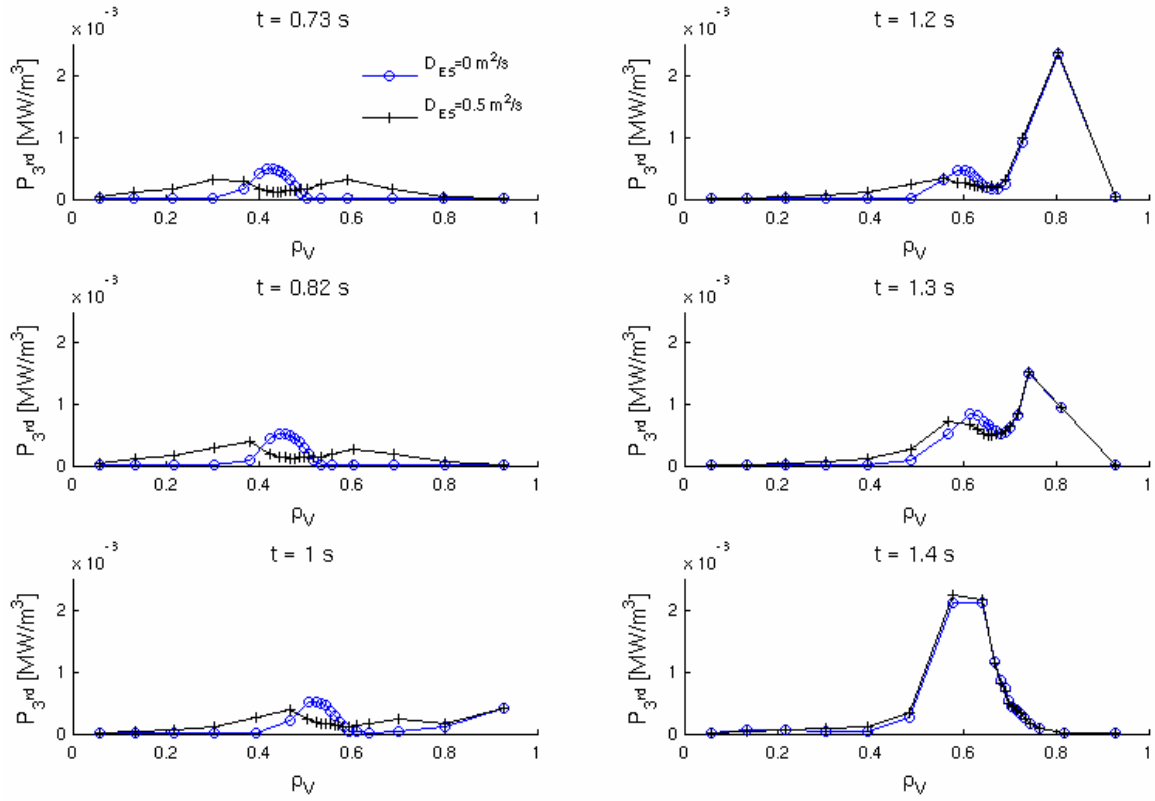 × 10⁻³
t = 0.73 s
P_3ʳᵈ [MW/m³]
2
1
0
D_ES=0 m²/s
D_ES=0.5 m²/s
0 0.2 0.4 0.6 0.8 1
ρ_V
× 10⁻³
t = 1.2 s
P_3ʳᵈ [MW/m³]
2
1
0
0 0.2 0.4 0.6 0.8 1
ρ_V
× 10⁻³
t = 0.82 s
P_3ʳᵈ [MW/m³]
2
1
0
0 0.2 0.4 0.6 0.8 1
ρ_V
× 10⁻³
t = 1.3 s
P_3ʳᵈ [MW/m³]
2
1
0
0 0.2 0.4 0.6 0.8 1
ρ_V
× 10⁻³
t = 1 s
P_3ʳᵈ [MW/m³]
2
1
0
0 0.2 0.4 0.6 0.8 1
ρ_V
× 10⁻³
t = 1.4 s
P_3ʳᵈ [MW/m³]
2
1
0
0 0.2 0.4 0.6 0.8 1
ρ_V